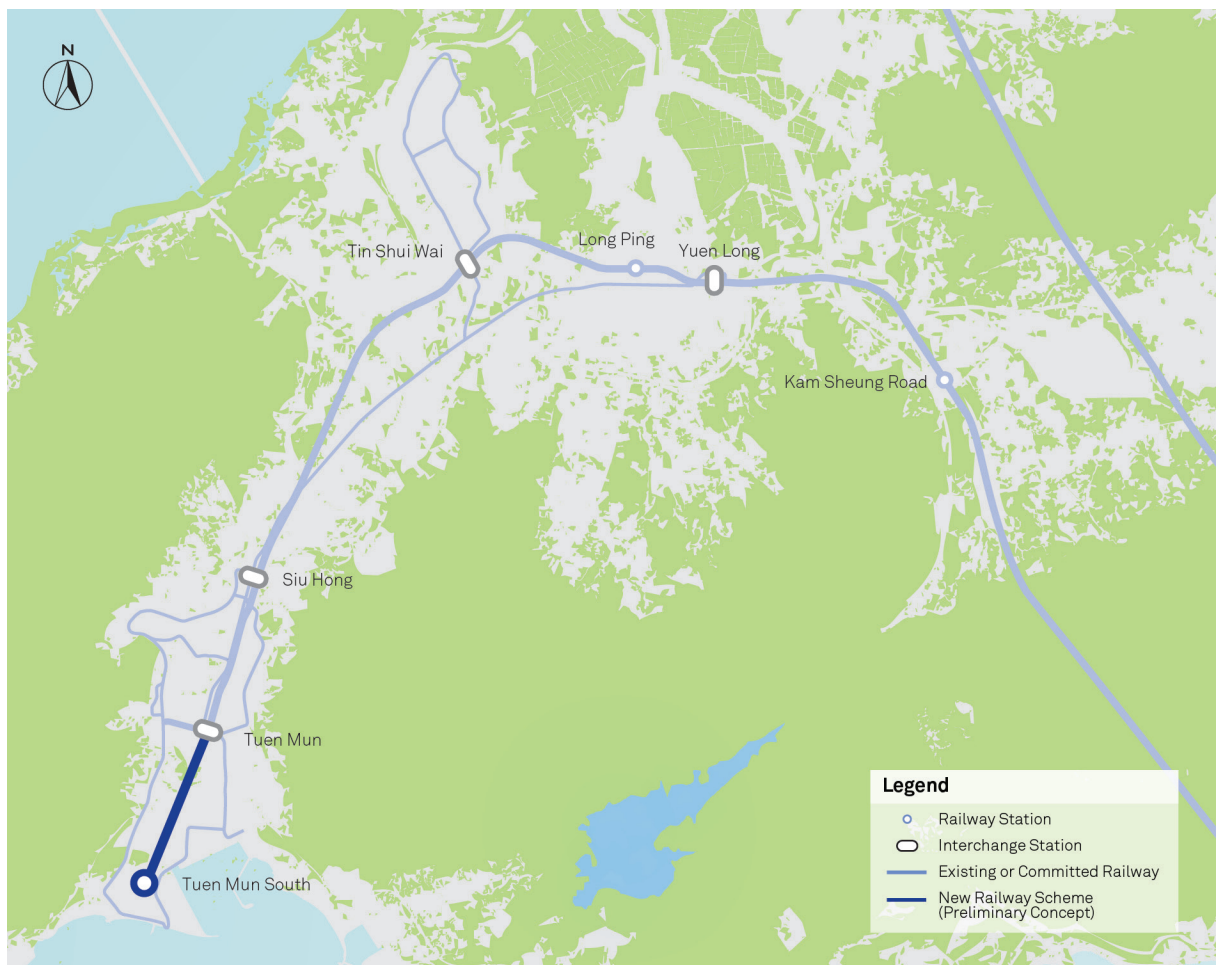 N
Long Ping
Yuen Long
Tin Shui Wai
Kam Sheung Road
Siu Hong
Tuen Mun
Tuen Mun South
Legend
Railway Station
Interchange Station
Existing or Committed Railway
New Railway Scheme
(Preliminary Concept)